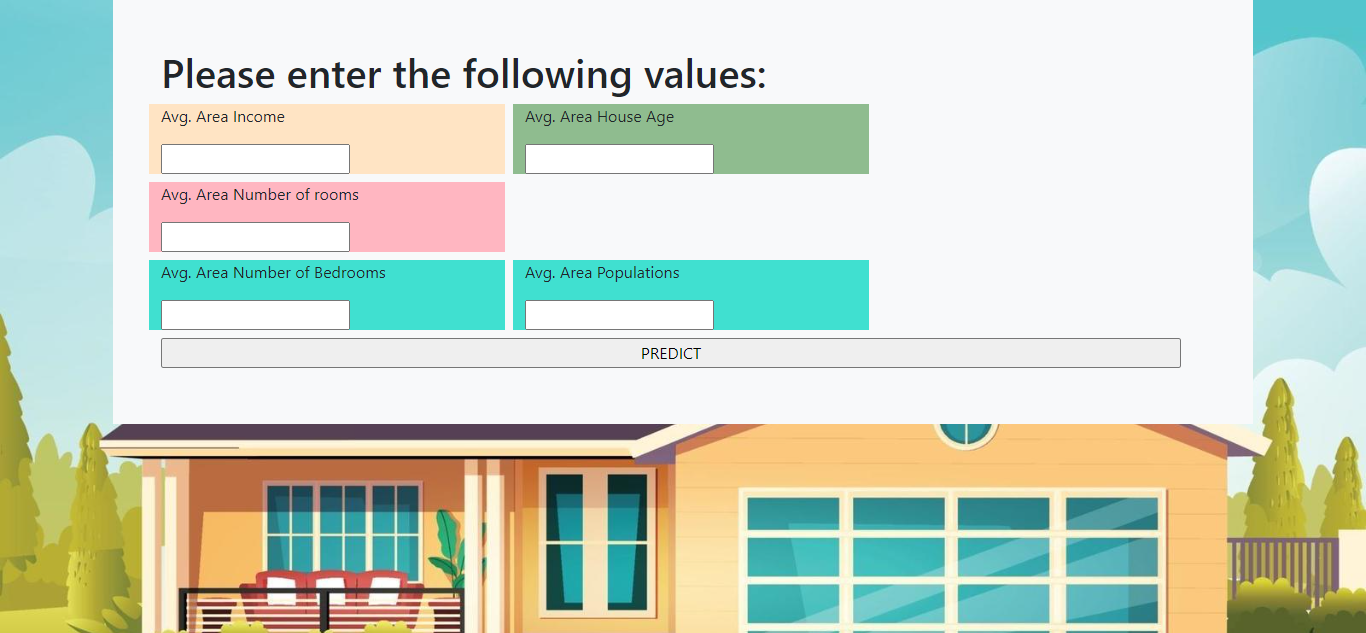 Please enter the following values:
Avg. Area Income
Avg. Area House Age
Avg. Area Number of rooms
Avg. Area Number of Bedrooms
Avg. Area Populations
PREDICT